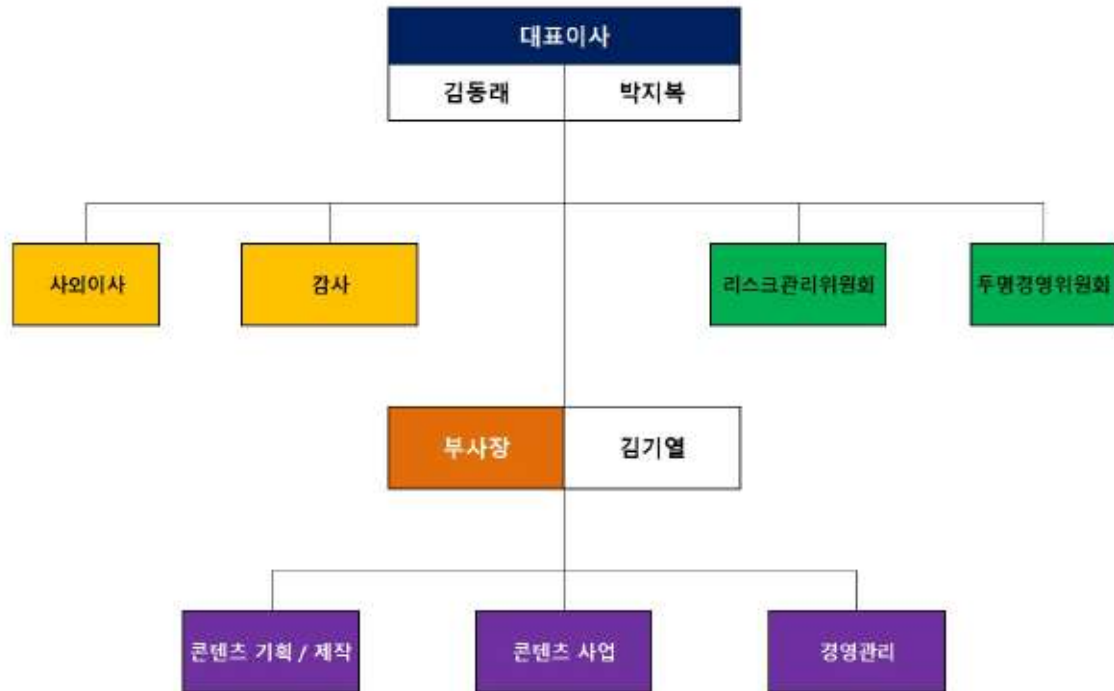 대표이사
김동래 박지복
사외이사 감사 리스크관리위원회 투명경영위원회
부사장 김기열
콘텐츠 기획 / 제작 콘텐츠 사업 경영관리